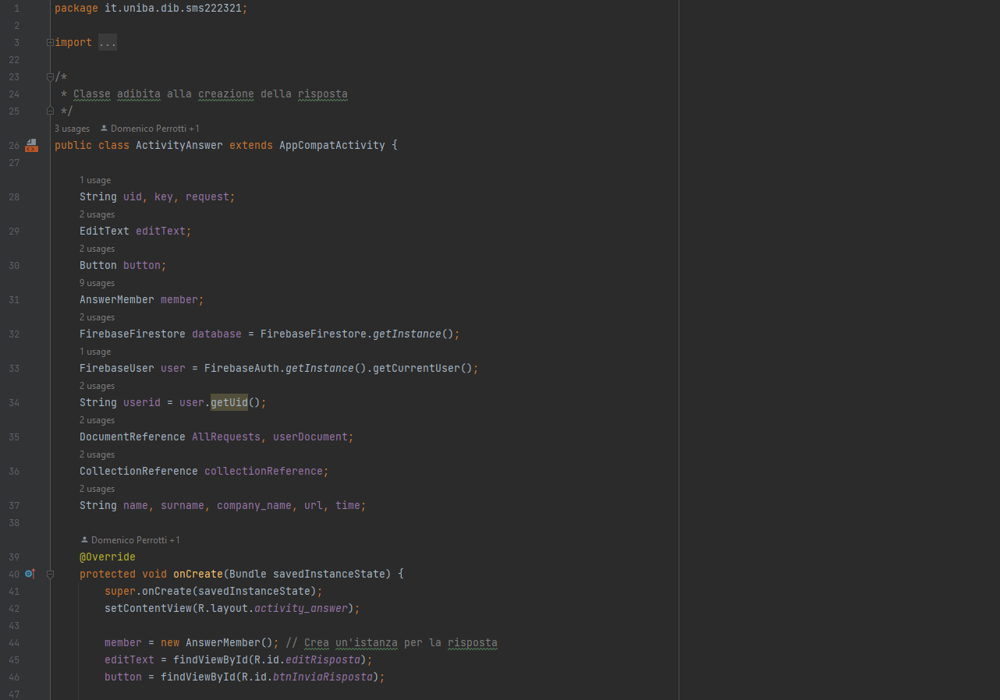 1 package it.uniba.dib.sms222321;
2
3 import ...
22
23 /*
24 * Classe adibita alla creazione della risposta
25 */
3 usages Domenico Perrotti +1
26 public class ActivityAnswer extends AppCompatActivity {
27
1 usage
28 String uid, key, request;
2 usages
29 EditText editText;
2 usages
30 Button button;
9 usages
31 AnswerMember member;
2 usages
32 FirebaseFirestore database = FirebaseFirestore.getInstance();
1 usage
33 FirebaseUser user = FirebaseAuth.getInstance().getCurrentUser();
2 usages
34 String userid = user.getUid();
2 usages
35 DocumentReference AllRequests, userDocument;
2 usages
36 CollectionReference collectionReference;
2 usages
37 String name, surname, company_name, url, time;
38
Domenico Perrotti +1
39 @Override
40 protected void onCreate(Bundle savedInstanceState) {
41 super.onCreate(savedInstanceState);
42 setContentView(R.layout.activity_answer);
43
44 member = new AnswerMember(); // Crea un'istanza per la risposta
45 editText = findViewById(R.id.editRisposta);
46 button = findViewById(R.id.btnInviaRisposta);
47